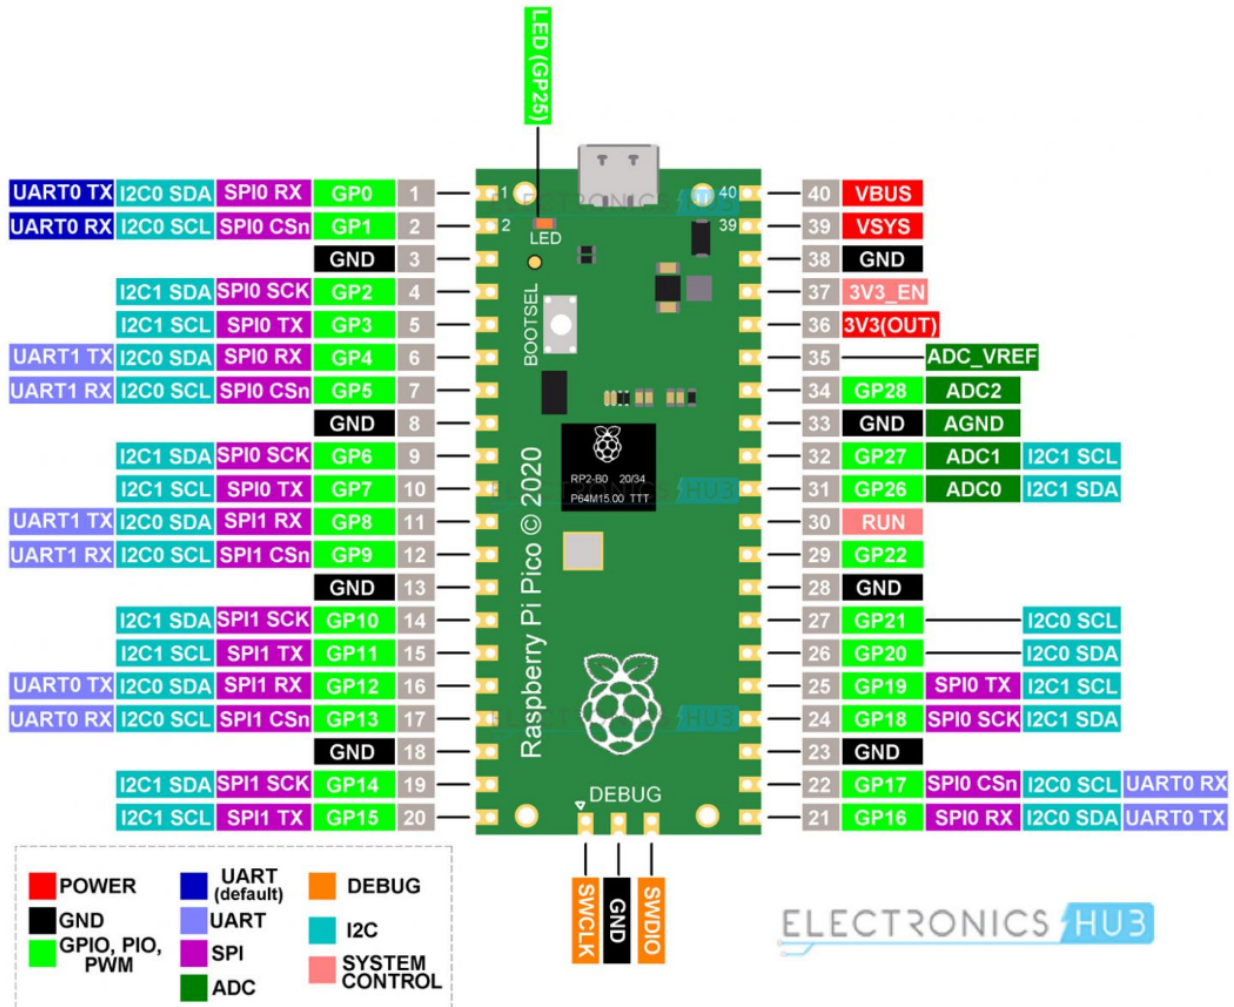 LED (GP25)
UART0 TX I2C0 SDA SPI0 RX GP0 1
UART0 RX I2C0 SCL SPI0 CSn GP1 2
GND 3
I2C1 SDA SPI0 SCK GP2 4
I2C1 SCL SPI0 TX GP3 5
UART1 TX I2C0 SDA SPI0 RX GP4 6
UART1 RX I2C0 SCL SPI0 CSn GP5 7
GND 8
I2C1 SDA SPI0 SCK GP6 9
I2C1 SCL SPI0 TX GP7 10
UART1 TX I2C0 SDA SPI1 RX GP8 11
UART1 RX I2C0 SCL SPI1 CSn GP9 12
GND 13
I2C1 SDA SPI1 SCK GP10 14
I2C1 SCL SPI1 TX GP11 15
UART0 TX I2C0 SDA SPI1 RX GP12 16
UART0 RX I2C0 SCL SPI1 CSn GP13 17
GND 18
I2C1 SDA SPI1 SCK GP14 19
I2C1 SCL SPI1 TX GP15 20
1
2
40
39
LED
BOOTSEL
ELECTRONICS HUB
RP2-B0 20/34
P64M15.00 TTT
ELECTRONICS HUB
Raspberry Pi Pico © 2020
ELECTRONICS HUB
DEBUG
40 VBUS
39 VSYS
38 GND
37 3V3_EN
36 3V3(OUT)
35 ADC_VREF
34 GP28 ADC2
33 GND AGND
32 GP27 ADC1 I2C1 SCL
31 GP26 ADC0 I2C1 SDA
30 RUN
29 GP22
28 GND
27 GP21 I2C0 SCL
26 GP20 I2C0 SDA
25 GP19 SPI0 TX I2C1 SCL
24 GP18 SPI0 SCK I2C1 SDA
23 GND
22 GP17 SPI0 CSn I2C0 SCL UART0 RX
21 GP16 SPI0 RX I2C0 SDA UART0 TX
SWCLK
GND
SWDIO
POWER
GND
GPIO, PIO,
PWM
UART
(default)
UART
SPI
ADC
DEBUG
I2C
SYSTEM
CONTROL
ELECTRONICS HUB